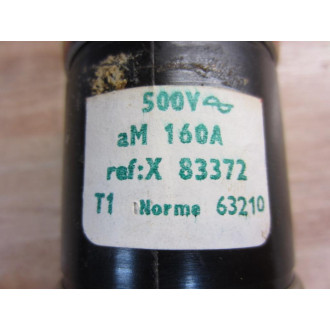 500V~
aM 160A
ref:X 83372
T1 Norme 63210